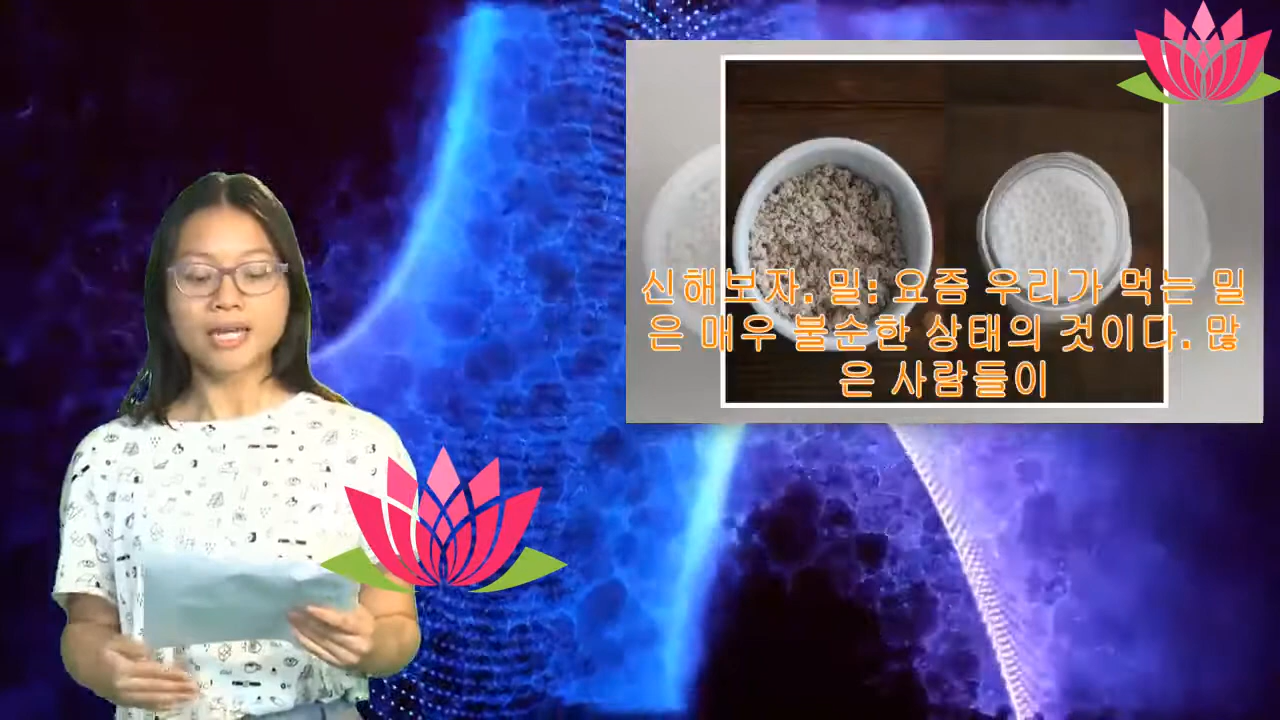 신해보자. 밀: 요즘 우리가 먹는 밀
은 매우 불순한 상태의 것이다. 많
은 사람들이